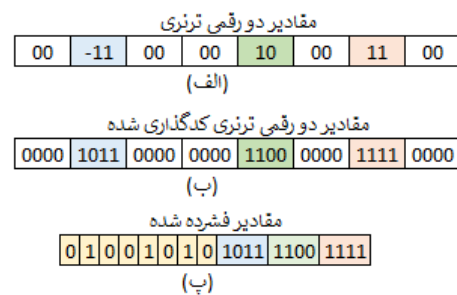 مقادیر دو رقمی ترنری
00 -11 00 00 10 00 11 00
(الف)
مقادیر دو رقمی ترنری کدگذاری شده
0000 1011 0000 0000 1100 0000 1111 0000
(ب)
مقادیر فشرده شده
0 1 0 0 1 0 1 0 1011 1100 1111
(پ)